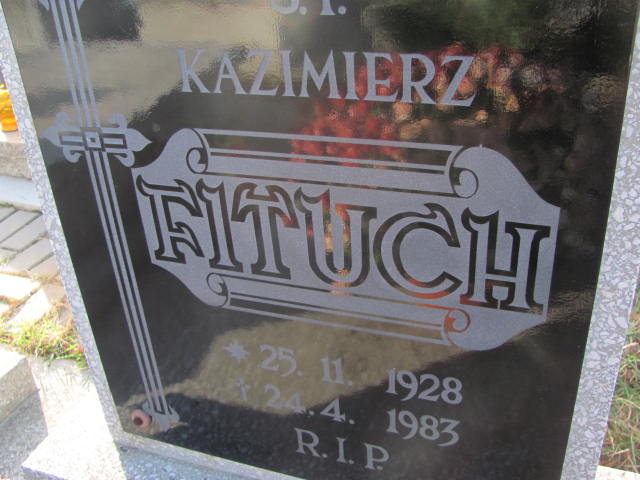 Ś.P.
KAZIMIERZ
FITUCH
* 25. 11. 1928
† 24. 4. 1983
R.I.P.